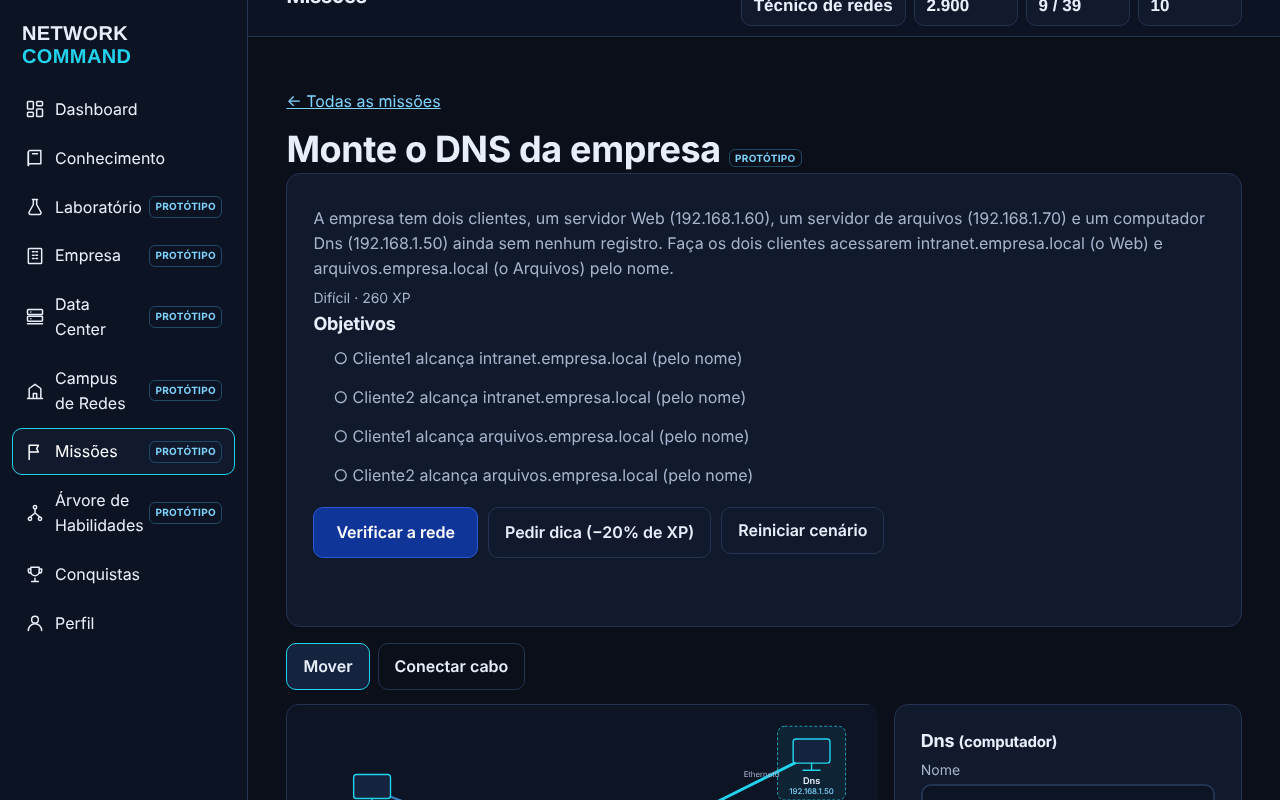 NETWORK
COMMAND
Dashboard
Conhecimento
Laboratório PROTÓTIPO
Empresa PROTÓTIPO
Data
Center PROTÓTIPO
Campus
de Redes PROTÓTIPO
Missões PROTÓTIPO
Árvore de
Habilidades PROTÓTIPO
Conquistas
Perfil
Missões
Técnico de redes
2.900
9 / 39
10
← Todas as missões
Monte o DNS da empresa PROTÓTIPO
A empresa tem dois clientes, um servidor Web (192.168.1.60), um servidor de arquivos (192.168.1.70) e um computador
Dns (192.168.1.50) ainda sem nenhum registro. Faça os dois clientes acessarem intranet.empresa.local (o Web) e
arquivos.empresa.local (o Arquivos) pelo nome.
Difícil · 260 XP
Objetivos
○ Cliente1 alcança intranet.empresa.local (pelo nome)
○ Cliente2 alcança intranet.empresa.local (pelo nome)
○ Cliente1 alcança arquivos.empresa.local (pelo nome)
○ Cliente2 alcança arquivos.empresa.local (pelo nome)
Verificar a rede
Pedir dica (−20% de XP)
Reiniciar cenário
Mover
Conectar cabo
Dns
192.168.1.50
Dns (computador)
Nome